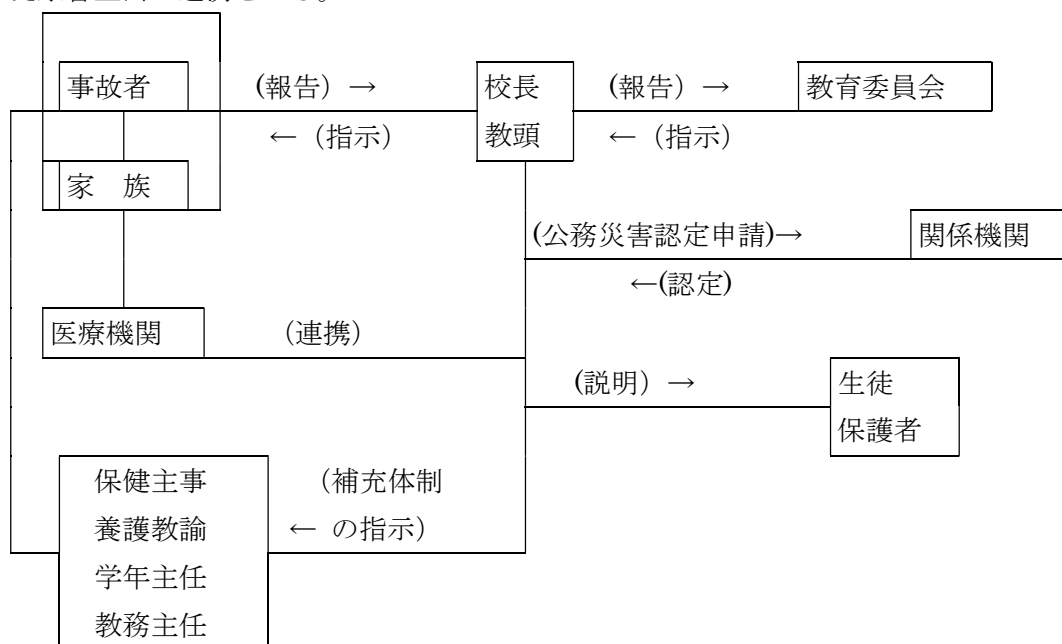 事故者 (報告) → 校長 (報告) → 教育委員会
← (指示) 教頭 ← (指示)
家 族
(公務災害認定申請)→ 関係機関
←(認定)
医療機関 (連携)
(説明) → 生徒
保護者
保健主事 (補充体制
養護教諭 ← の指示)
学年主任
教務主任